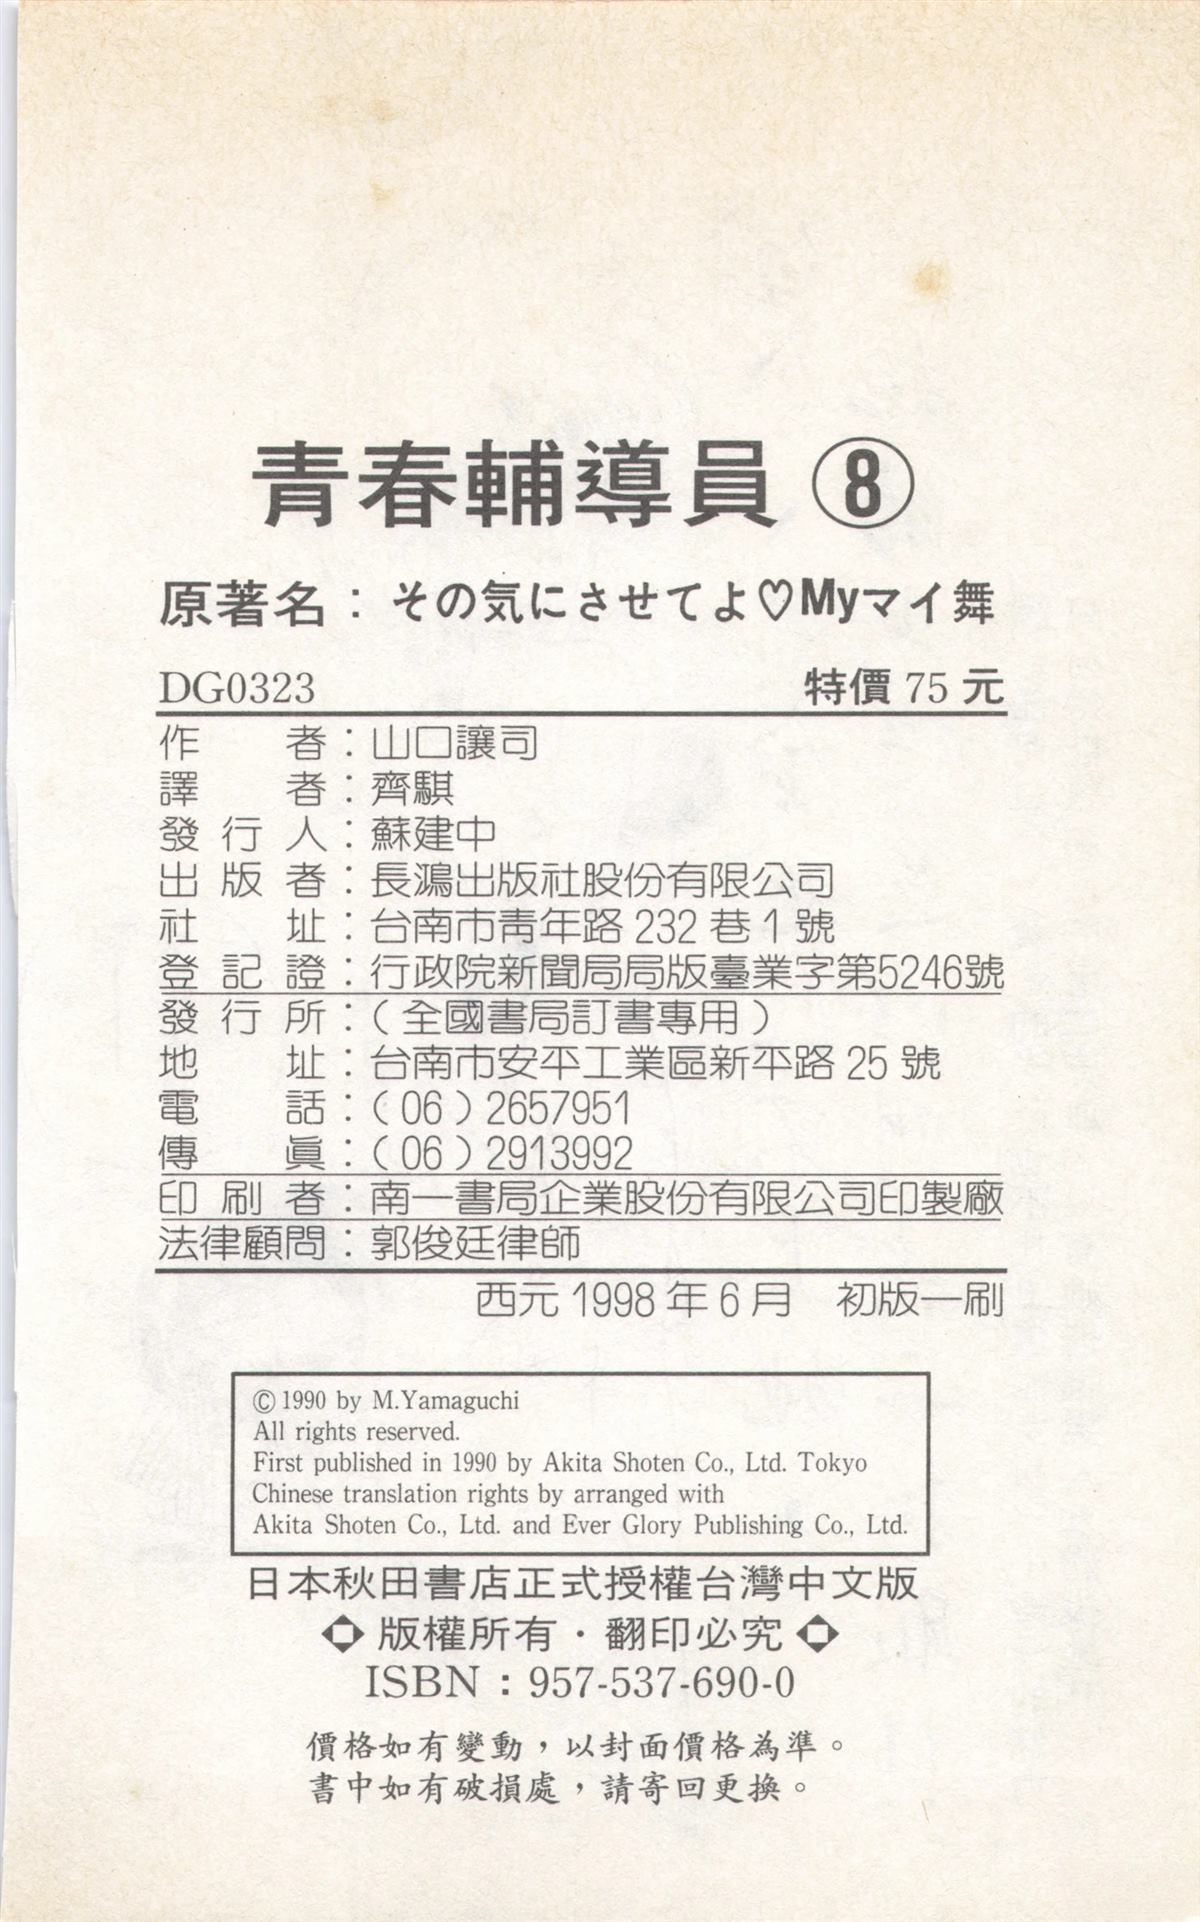 青春輔導員 ⑧
原著名：その気にさせてよ♡Myマイ舞
DG0323 特價 75 元
作者：山口讓司
譯者：齊騏
發行人：蘇建中
出版者：長鴻出版社股份有限公司
社址：台南市青年路 232 巷 1 號
登記證：行政院新聞局局版臺業字第5246號
發行所：（全國書局訂書專用）
地址：台南市安平工業區新平路 25 號
電話：（06）2657951
傳眞：（06）2913992
印刷者：南一書局企業股份有限公司印製廠
法律顧問：郭俊廷律師
西元 1998 年 6 月 初版一刷
©1990 by M.Yamaguchi
All rights reserved.
First published in 1990 by Akita Shoten Co., Ltd. Tokyo
Chinese translation rights by arranged with
Akita Shoten Co., Ltd. and Ever Glory Publishing Co., Ltd.
日本秋田書店正式授權台灣中文版
◇ 版權所有・翻印必究 ◇
ISBN：957-537-690-0
價格如有變動，以封面價格為準。
書中如有破損處，請寄回更換。